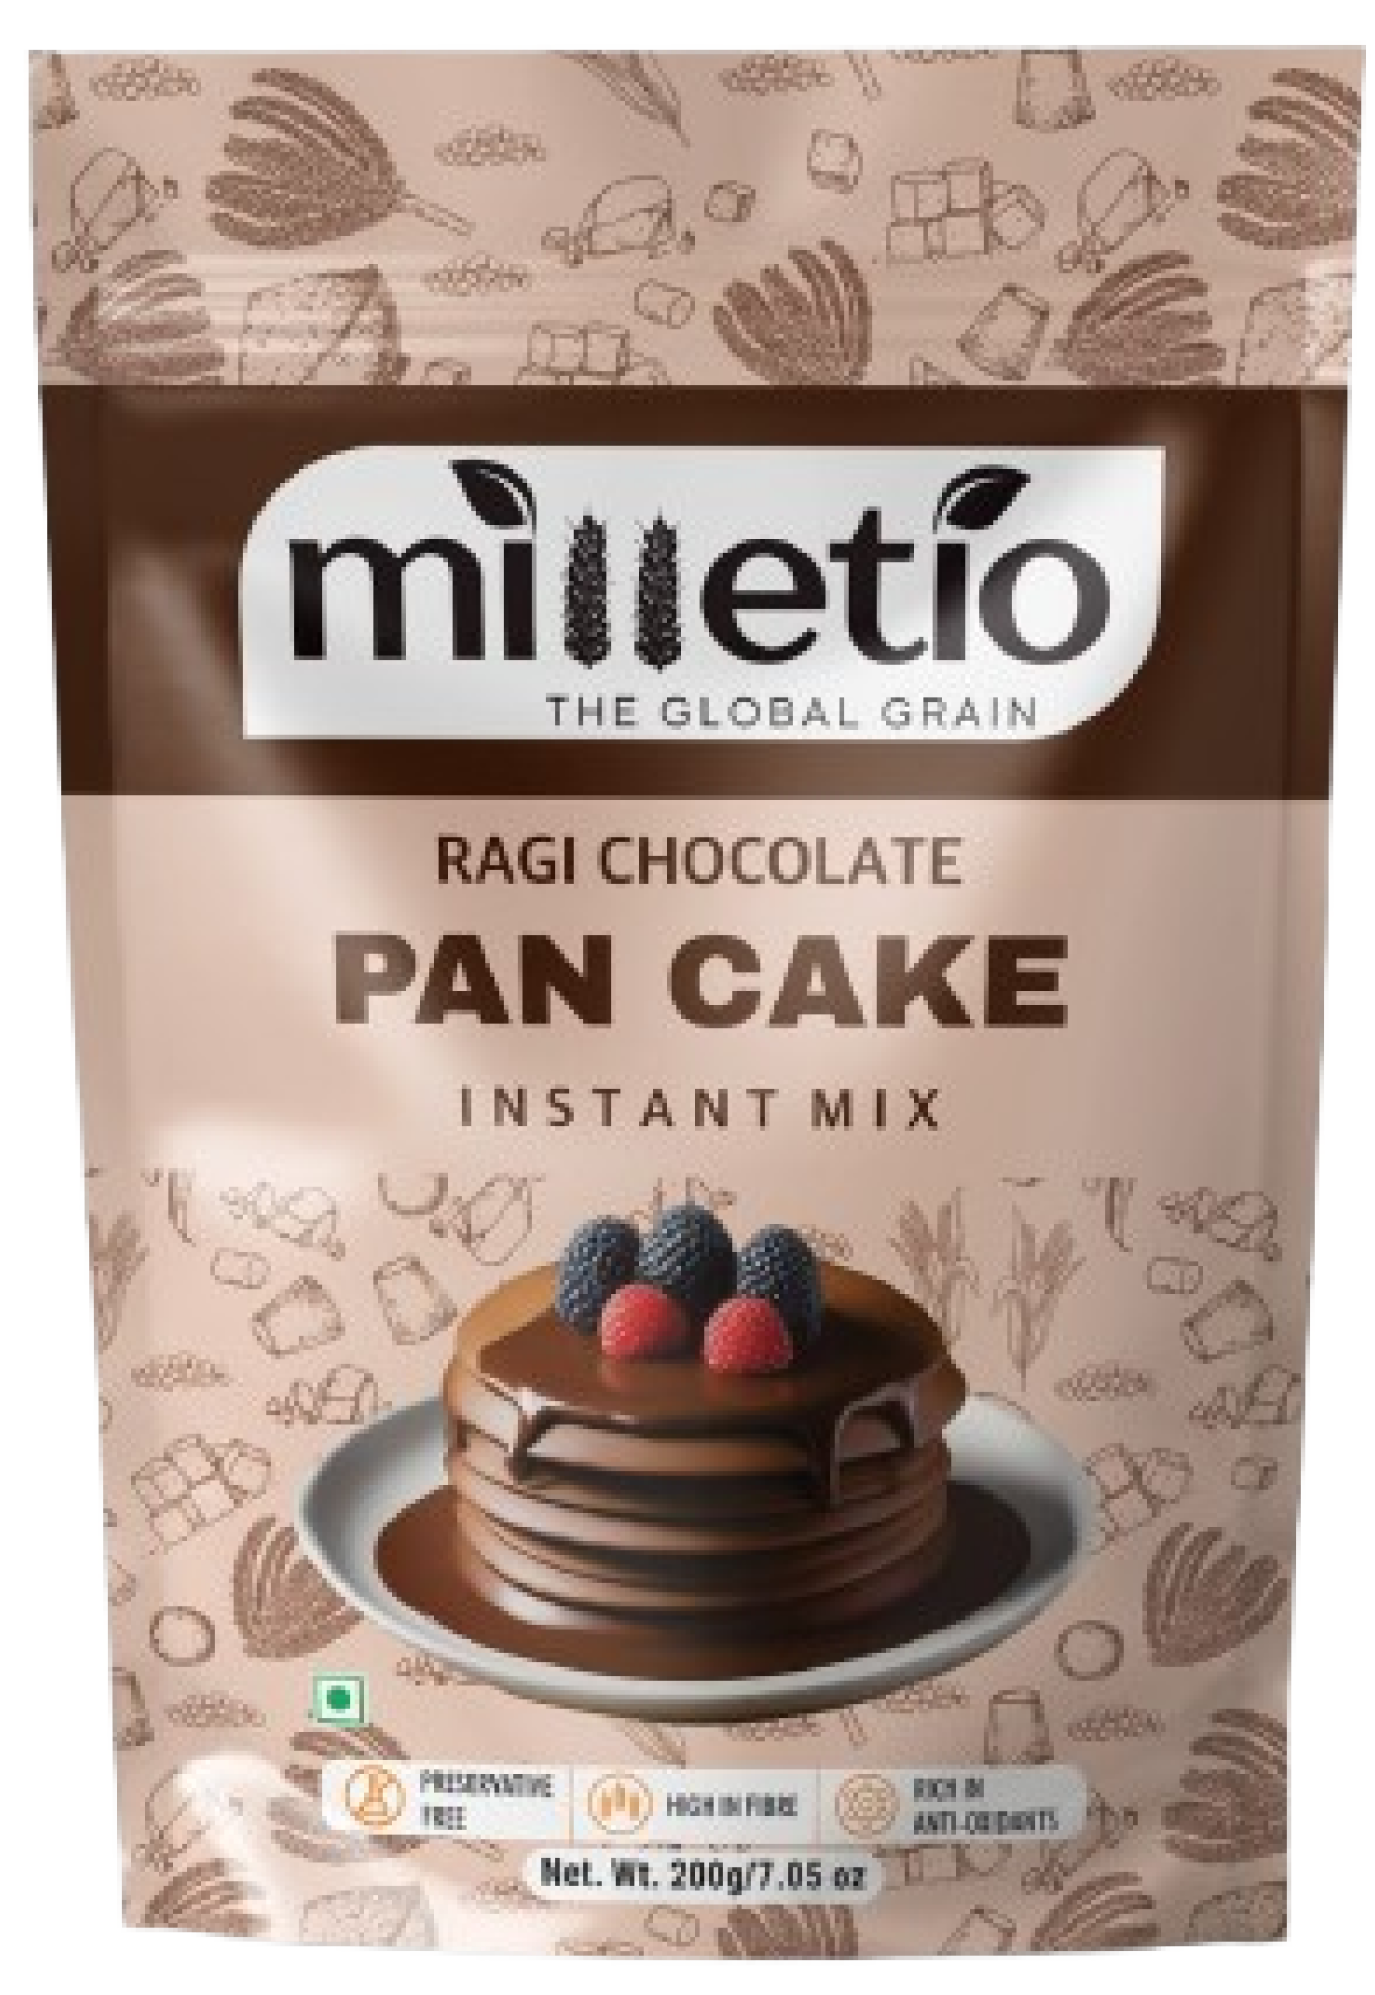 milletio
THE GLOBAL GRAIN
RAGI CHOCOLATE
PAN CAKE
INSTANT MIX
PRESERVATIVE
FREE
HIGH IN FIBRE
RICH IN
ANTI-OXIDANTS
Net. Wt. 200g/7.05 oz